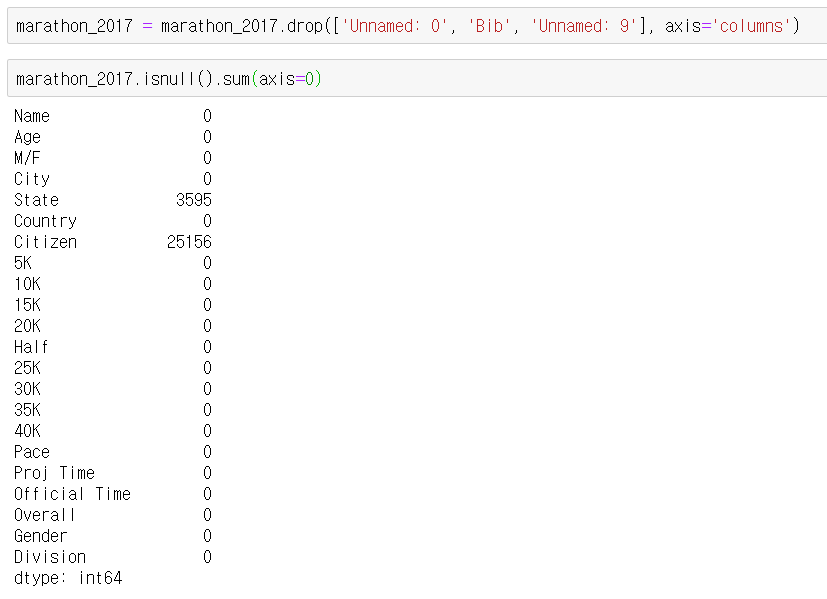 marathon_2017 = marathon_2017.drop(['Unnamed: 0', 'Bib', 'Unnamed: 9'], axis='columns')
marathon_2017.isnull().sum(axis=0)
Name 0
Age 0
M/F 0
City 0
State 3595
Country 0
Citizen 25156
5K 0
10K 0
15K 0
20K 0
Half 0
25K 0
30K 0
35K 0
40K 0
Pace 0
Proj Time 0
Official Time 0
Overall 0
Gender 0
Division 0
dtype: int64